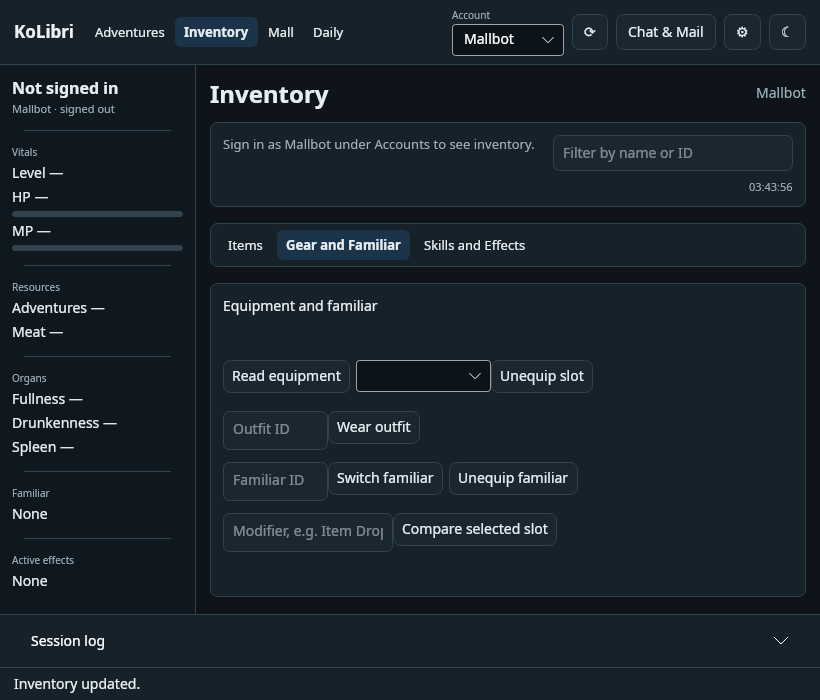 KoLibri
Adventures
Inventory
Mall
Daily
Account
Mallbot
Chat & Mail
Not signed in
Mallbot · signed out
Vitals
Level —
HP —
MP —
Resources
Adventures —
Meat —
Organs
Fullness —
Drunkenness —
Spleen —
Familiar
None
Active effects
None
Inventory
Mallbot
Sign in as Mallbot under Accounts to see inventory.
Filter by name or ID
03:43:56
Items
Gear and Familiar
Skills and Effects
Equipment and familiar
Read equipment
Unequip slot
Outfit ID
Wear outfit
Familiar ID
Switch familiar
Unequip familiar
Modifier, e.g. Item Drop
Compare selected slot
Session log
Inventory updated.